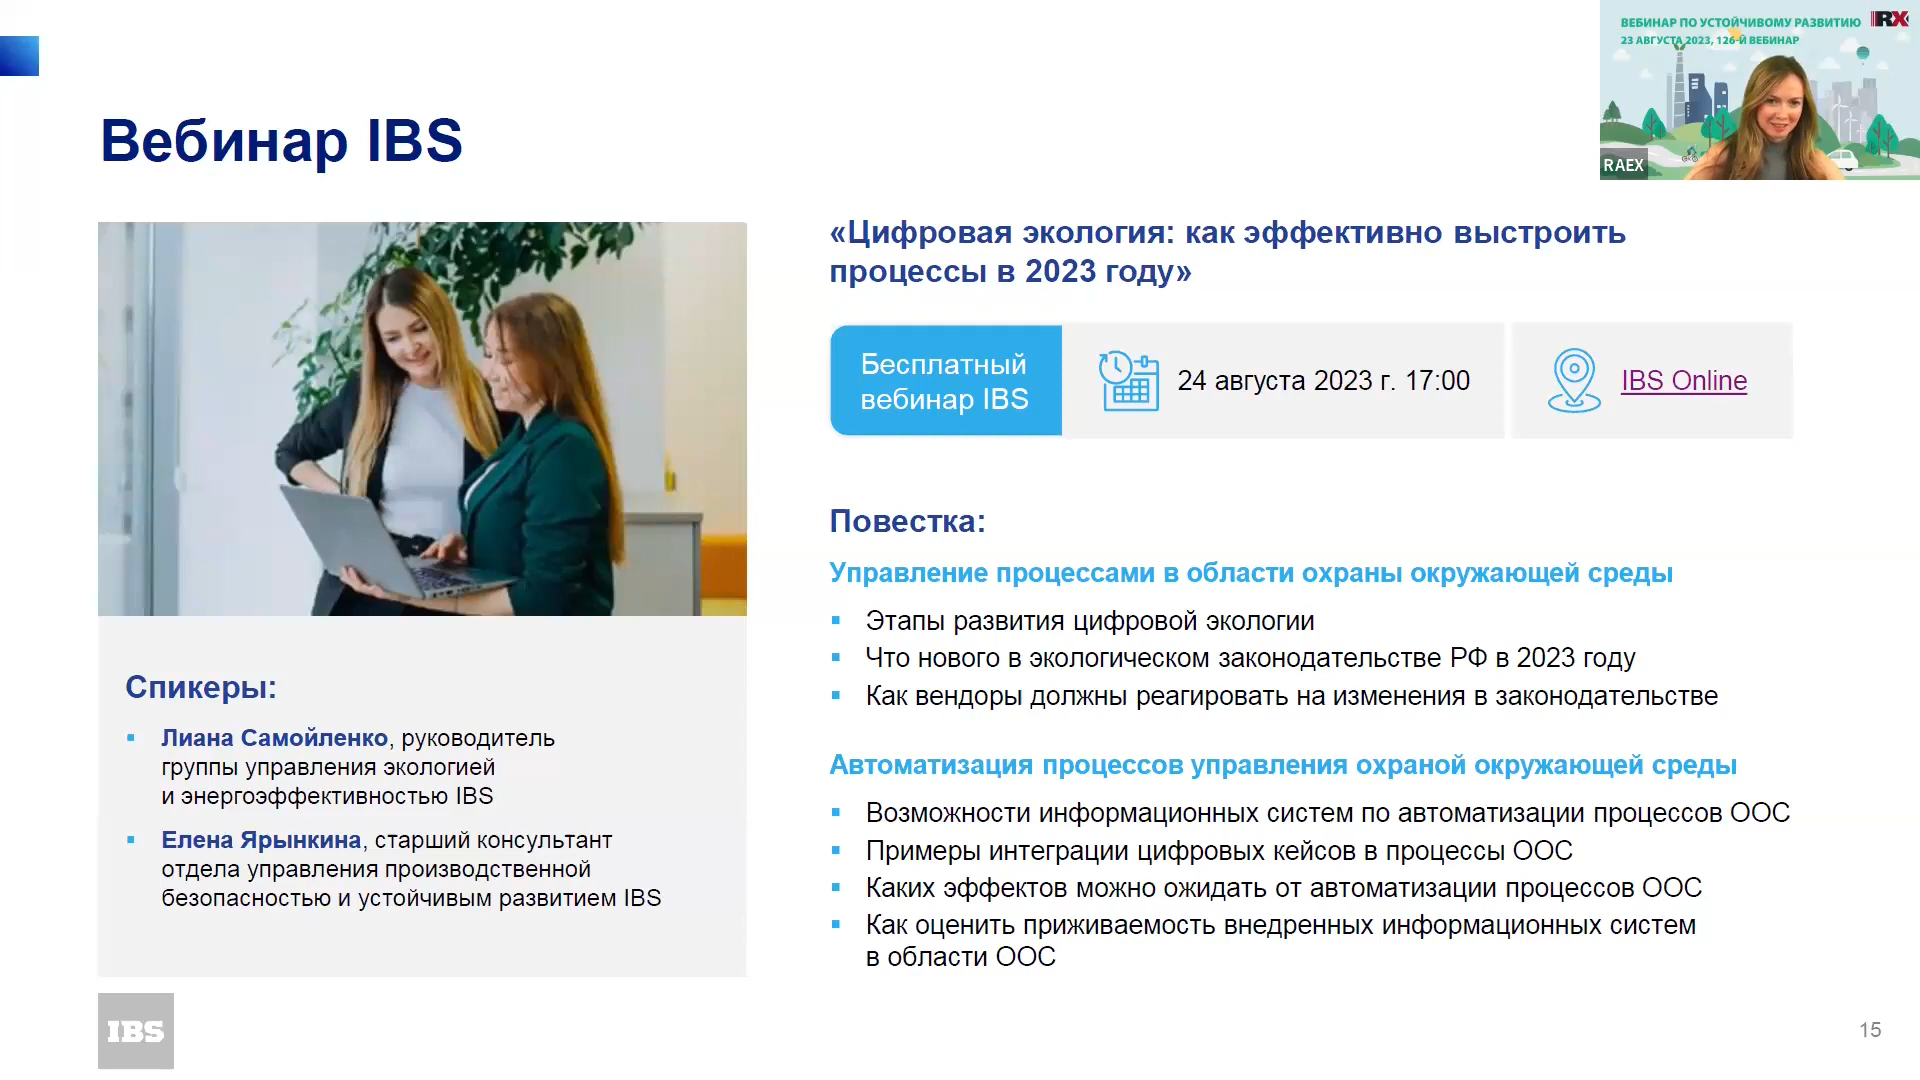 ВЕБИНАР ПО УСТОЙЧИВОМУ РАЗВИТИЮ
RX
23 АВГУСТА 2023, 126-Й ВЕБИНАР
RAEX
Вебинар IBS
«Цифровая экология: как эффективно выстроить
процессы в 2023 году»
Бесплатный
вебинар IBS
24 августа 2023 г. 17:00
IBS Online
Повестка:
Управление процессами в области охраны окружающей среды
Этапы развития цифровой экологии
Что нового в экологическом законодательстве РФ в 2023 году
Как вендоры должны реагировать на изменения в законодательстве
Автоматизация процессов управления охраной окружающей среды
Возможности информационных систем по автоматизации процессов ООС
Примеры интеграции цифровых кейсов в процессы ООС
Каких эффектов можно ожидать от автоматизации процессов ООС
Как оценить приживаемость внедренных информационных систем
в области ООС
Спикеры:
Лиана Самойленко, руководитель
группы управления экологией
и энергоэффективностью IBS
Елена Ярынкина, старший консультант
отдела управления производственной
безопасностью и устойчивым развитием IBS
IBS
15